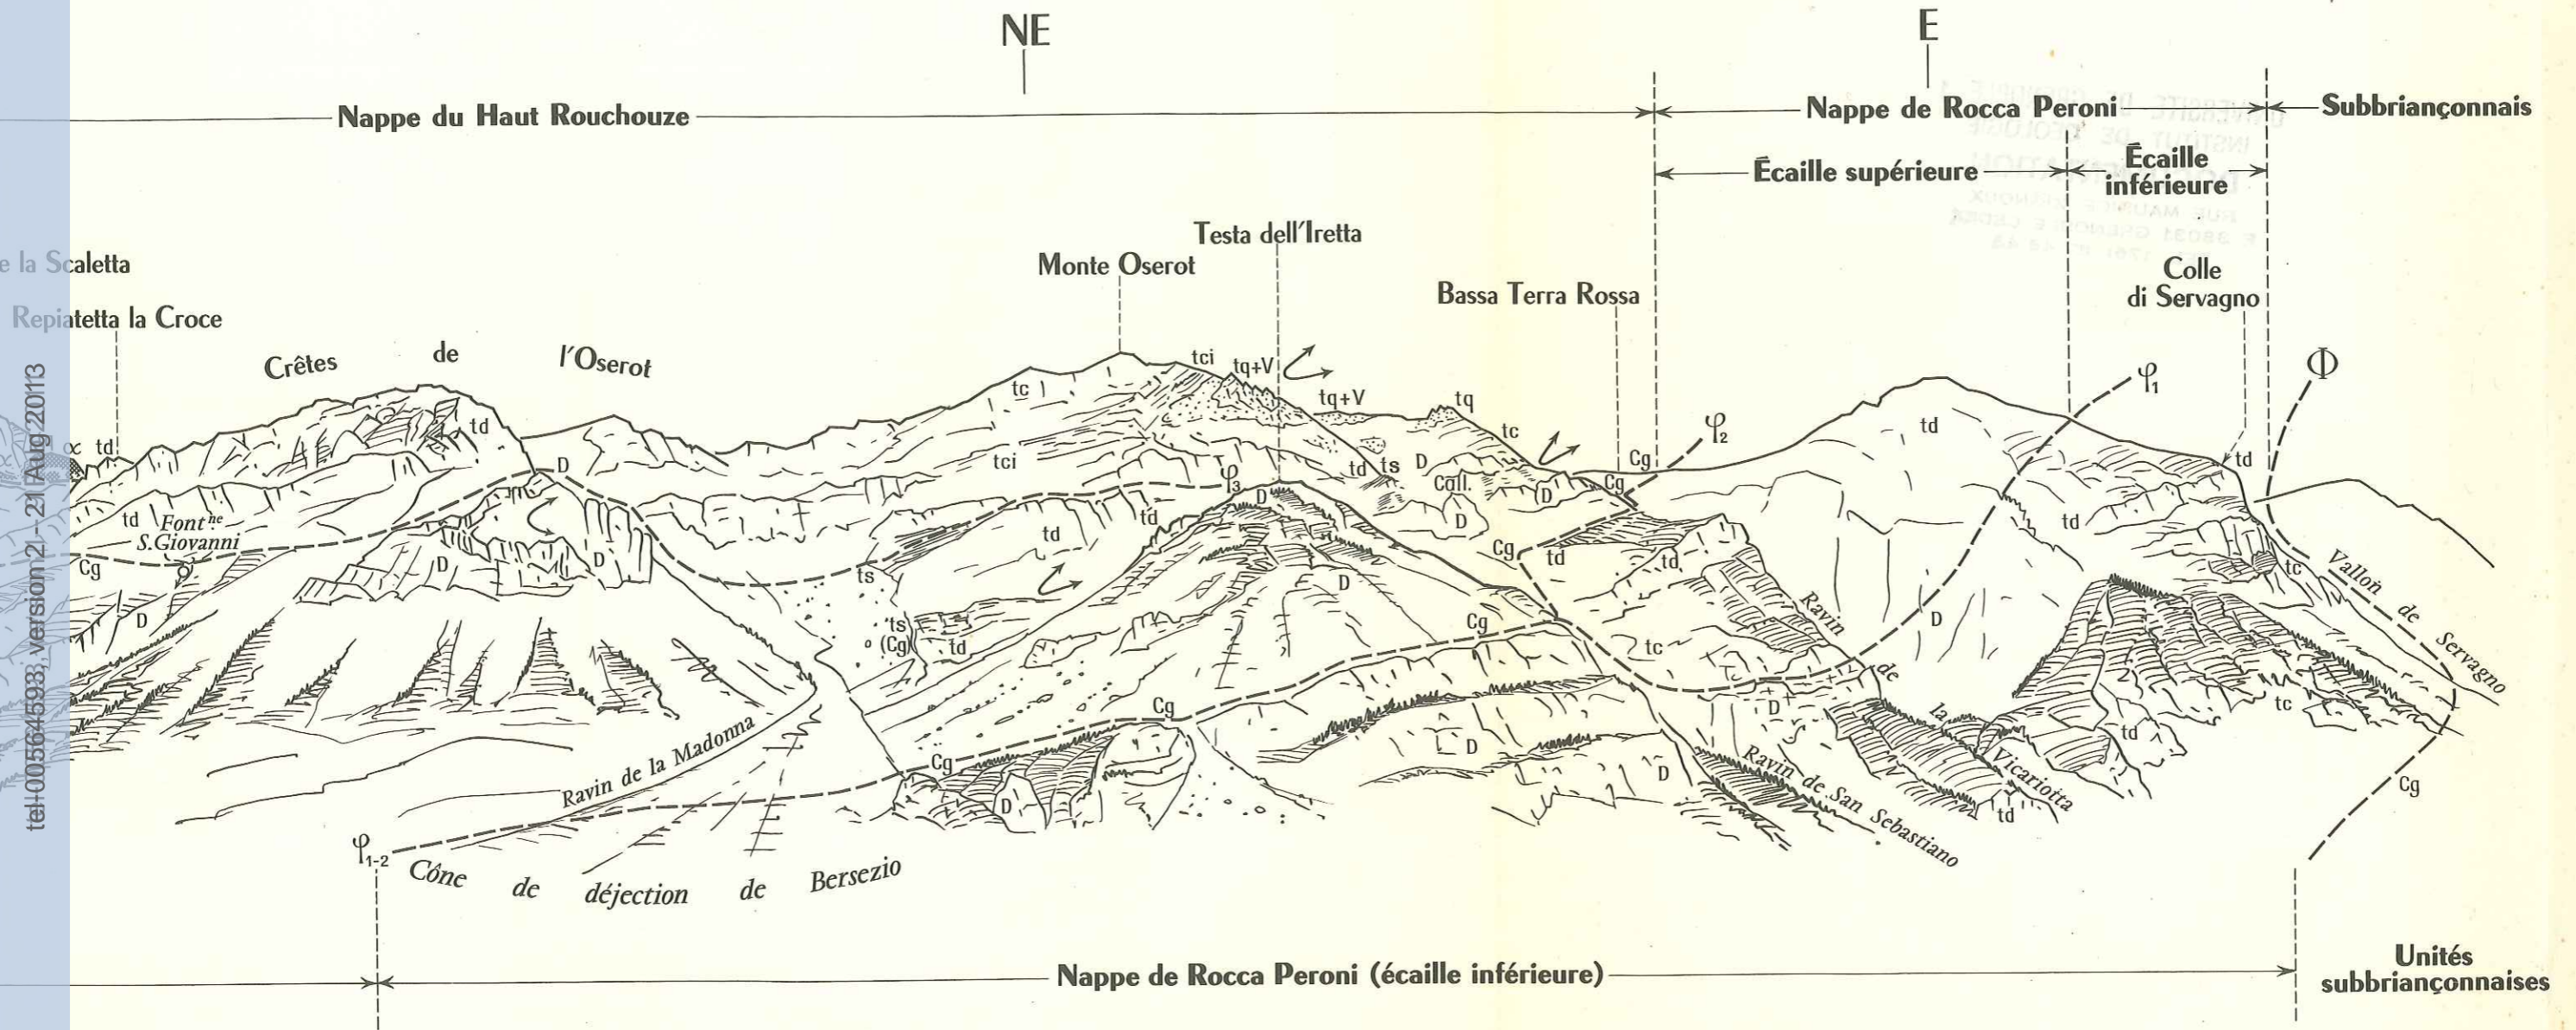 NE
E
Nappe du Haut Rouchouze
Nappe de Rocca Peroni
Subbriançonnais
Écaille supérieure
Écaille
inférieure
Testa dell'Iretta
Monte Oserot
Bassa Terra Rossa
Colle
di Servagno
e la Scaletta
Repiatetta la Croce
Crêtes de l'Oserot
tci
tq+V
tc
tq+V
tq
tc
φ2
φ1
Φ
td
td
∝ td
tci
D
φ3
td
ts
D
Call.
D
Cg
Cg
D
td
td
td
Font.ne
S. Giovanni
Cg
D
D
D
ts
td
td
D
D
Cg
td
td
td
tc
Vallon de Servagno
D
ts
(Cg)
td
Cg
tc
D
Ravin de la Vicariotta
Cg
D
D
D
td
tc
td
Cg
Ravin de San Sebastiano
Cg
D
Ravin de la Madonna
φ1-2
Cône de déjection de Bersezio
Nappe de Rocca Peroni (écaille inférieure)
Unités
subbriançonnaises
tel-00564593, version 2 - 21 Aug 2013